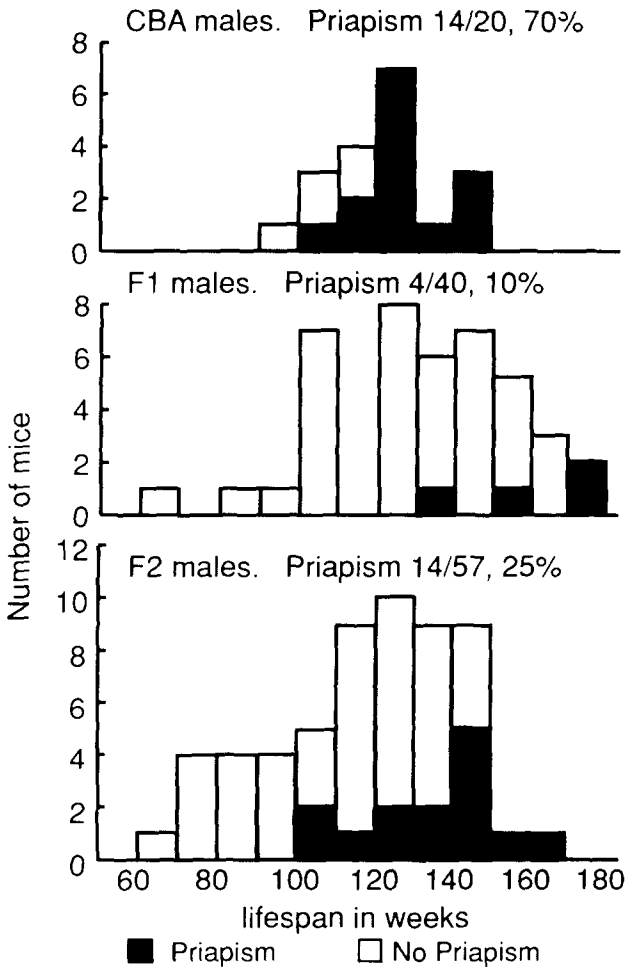 CBA males. Priapism 14/20, 70%
8
6
4
2
0
F1 males. Priapism 4/40, 10%
8
6
4
2
0
Number of mice
F2 males. Priapism 14/57, 25%
12
10
8
6
4
2
0
60 80 100 120 140 160 180
lifespan in weeks
Priapism No Priapism